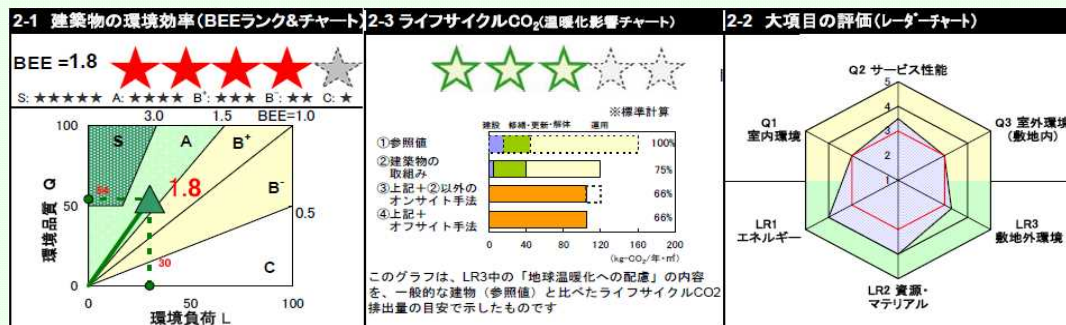 2-1 建築物の環境効率(BEEランク&チャート)
BEE =1.8
S: ★★★★★ A: ★★★★ B⁺: ★★★ B⁻: ★★ C: ★
3.0 1.5 BEE=1.0
100
S
A
B⁺
B⁻
C
54
1.8
50
0.5
30
0
0 50 100
環境品質 Q
環境負荷 L
2-3 ライフサイクルCO₂(温暖化影響チャート)
※標準計算
建設 修繕・更新・解体 運用
①参照値 100%
②建築物の取組み 75%
③上記+②以外の
オンサイト手法 66%
④上記+
オフサイト手法 66%
0 40 80 120 160 200
(kg-CO₂/年・㎡)
このグラフは、LR3中の「地球温暖化への配慮」の内容
を、一般的な建物(参照値)と比べたライフサイクルCO2
排出量の目安で示したものです
2-2 大項目の評価(レーダーチャート)
Q2 サービス性能
Q1
室内環境
Q3 室外環境
(敷地内)
5
4
3
2
1
LR1
エネルギー
LR3
敷地外環境
LR2 資源・
マテリアル